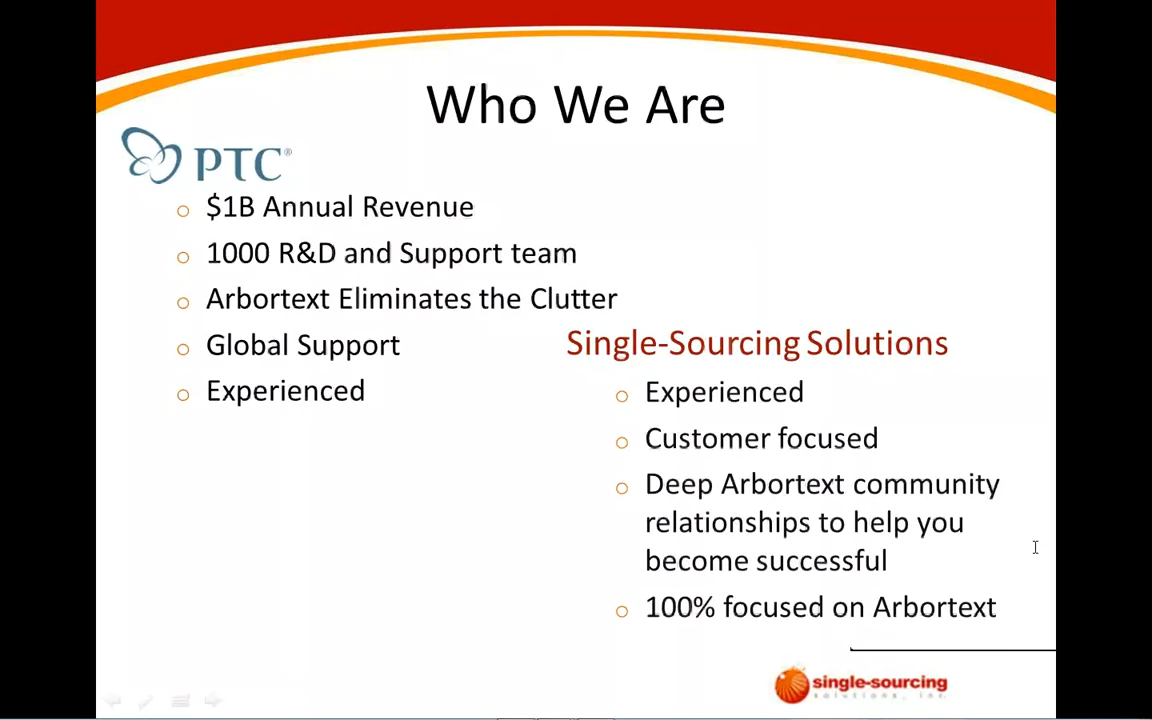 Who We Are
PTC®
$1B Annual Revenue
1000 R&D and Support team
Arbortext Eliminates the Clutter
Global Support
Experienced
Single-Sourcing Solutions
Experienced
Customer focused
Deep Arbortext community
relationships to help you
become successful
100% focused on Arbortext
single-sourcing
solutions, inc.